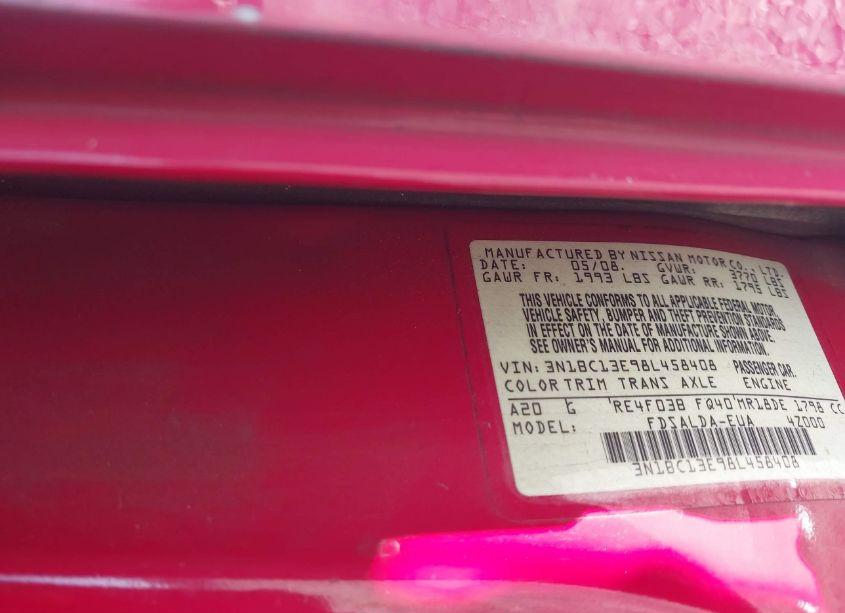 MANUFACTURED BY NISSAN MOTOR CO., LTD
DATE: 05/08. GVWR: 3770 LBS
GAWR FR: 1993 LBS GAWR RR: 1795 LBS
THIS VEHICLE CONFORMS TO ALL APPLICABLE FEDERAL MOTOR
VEHICLE SAFETY, BUMPER AND THEFT PREVENTION STANDARDS
IN EFFECT ON THE DATE OF MANUFACTURE SHOWN ABOVE.
SEE OWNER'S MANUAL FOR ADDITIONAL INFORMATION.
VIN: 3N1BC13E98L458408 PASSENGER CAR.
COLOR TRIM TRANS AXLE ENGINE
A20 G RE4F03B FQ40 MR18DE 1798 CC
MODEL: FDSALDA-EUA 4Z000
3N1BC13E98L458408